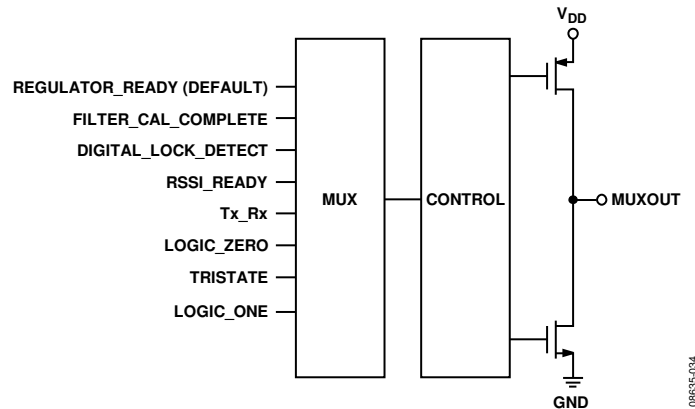 V_DD
REGULATOR_READY (DEFAULT)
FILTER_CAL_COMPLETE
DIGITAL_LOCK_DETECT
RSSI_READY
Tx_Rx
LOGIC_ZERO
TRISTATE
LOGIC_ONE
MUX
CONTROL
MUXOUT
GND
08635-034